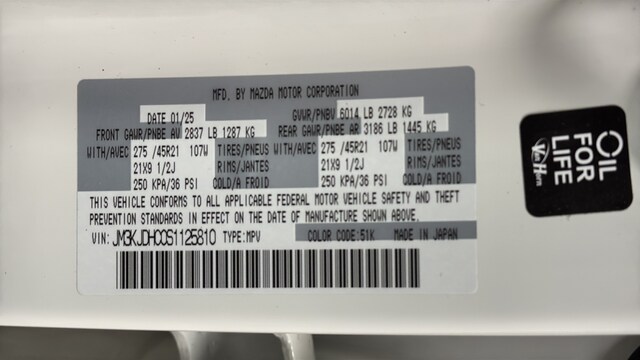 MFD. BY MAZDA MOTOR CORPORATION
DATE 01/25 GVWR/PNBV 6014 LB 2728 KG
FRONT GAWR/PNBE AV 2837 LB 1287 KG REAR GAWR/PNBE AR 3186 LB 1445 KG
WITH/AVEC 275 /45R21 107W TIRES/PNEUS WITH/AVEC 275 /45R21 107W TIRES/PNEUS
21X9 1/2J RIMS/JANTES 21X9 1/2J RIMS/JANTES
250 KPA/36 PSI COLD/A FROID 250 KPA/36 PSI COLD/A FROID
THIS VEHICLE CONFORMS TO ALL APPLICABLE FEDERAL MOTOR VEHICLE SAFETY AND THEFT
PREVENTION STANDARDS IN EFFECT ON THE DATE OF MANUFACTURE SHOWN ABOVE.
VIN: JM3KJDHC0S1125810 TYPE:MPV COLOR CODE:51K MADE IN JAPAN
OIL
FOR
LIFE
Van Horn